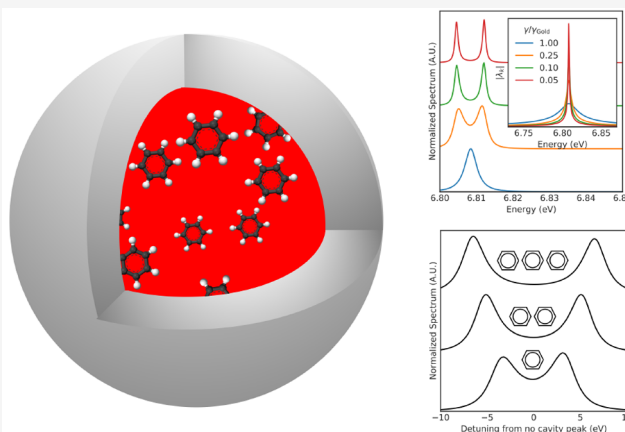 Normalized Spectrum (A.U.)
|λk|
γ/γGold
1.00
0.25
0.10
0.05
6.75 6.80 6.85
Energy (eV)
6.80 6.81 6.82 6.83 6.84
Energy (eV)
Normalized Spectrum (A.U.)
−10 −5 0 5
Detuning from no cavity peak (eV)